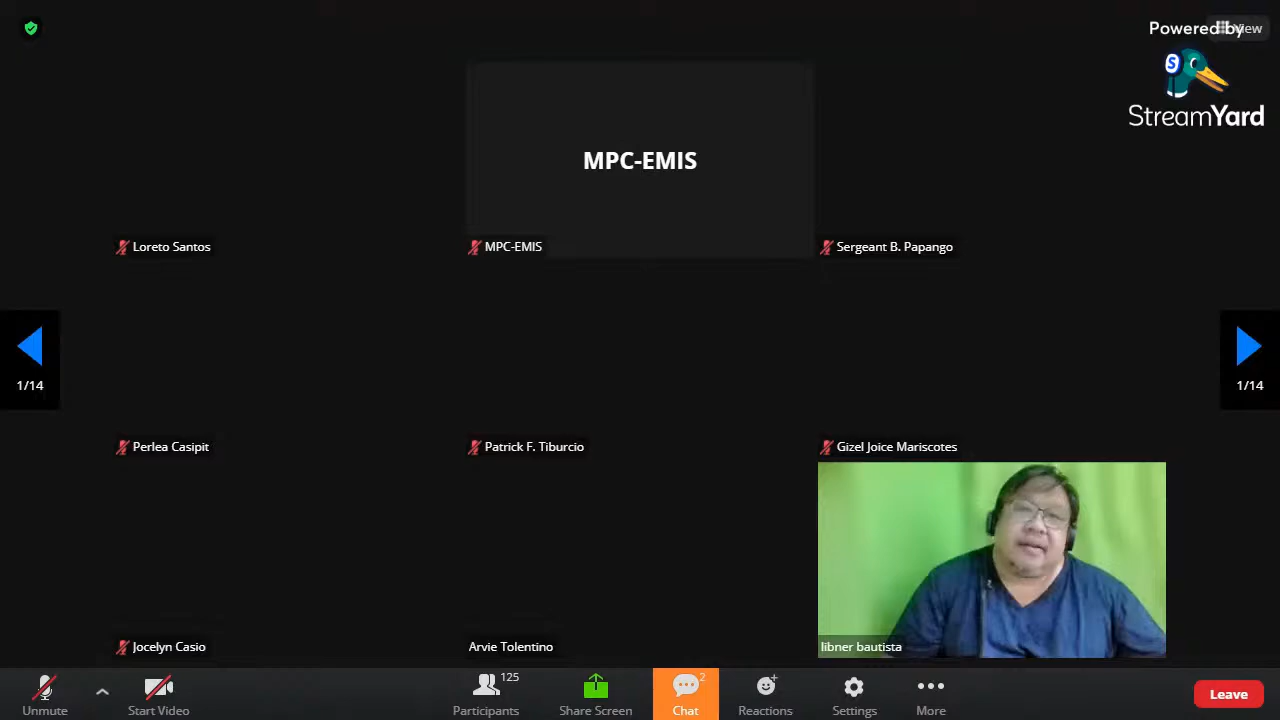 Powered by
View
S
StreamYard
MPC-EMIS
Loreto Santos
MPC-EMIS
Sergeant B. Papango
1/14
1/14
Perlea Casipit
Patrick F. Tiburcio
Gizel Joice Mariscotes
Jocelyn Casio
Arvie Tolentino
libner bautista
Unmute
Start Video
Participants
125
Share Screen
Chat
2
Reactions
Settings
More
Leave